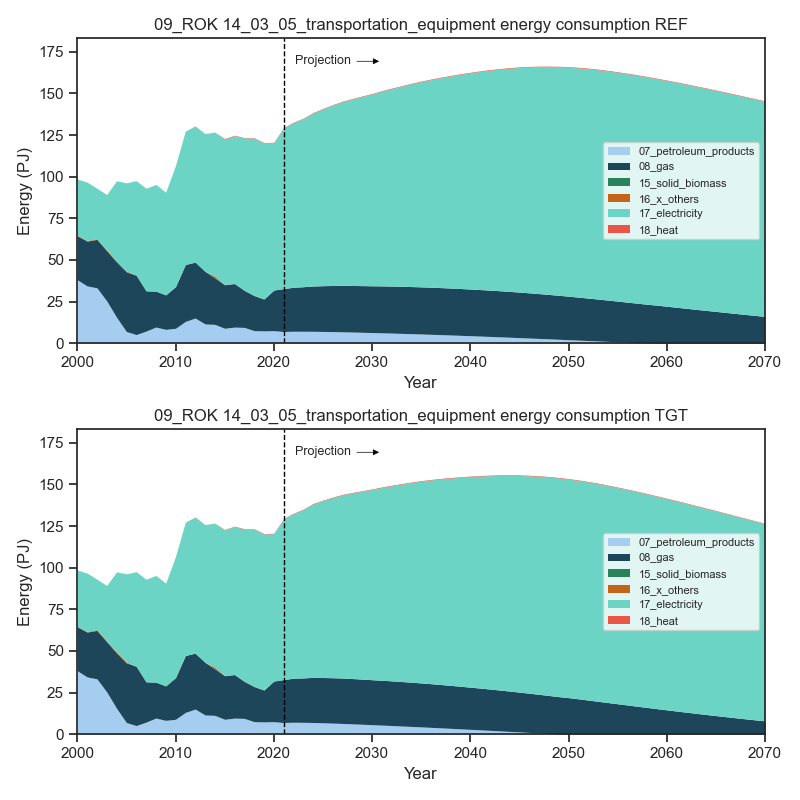 09_ROK 14_03_05_transportation_equipment energy consumption REF
175
150
125
100
75
50
25
0
Energy (PJ)
Projection
07_petroleum_products
08_gas
15_solid_biomass
16_x_others
17_electricity
18_heat
2000 2010 2020 2030 2040 2050 2060 2070
Year
09_ROK 14_03_05_transportation_equipment energy consumption TGT
175
150
125
100
75
50
25
0
Energy (PJ)
Projection
07_petroleum_products
08_gas
15_solid_biomass
16_x_others
17_electricity
18_heat
2000 2010 2020 2030 2040 2050 2060 2070
Year